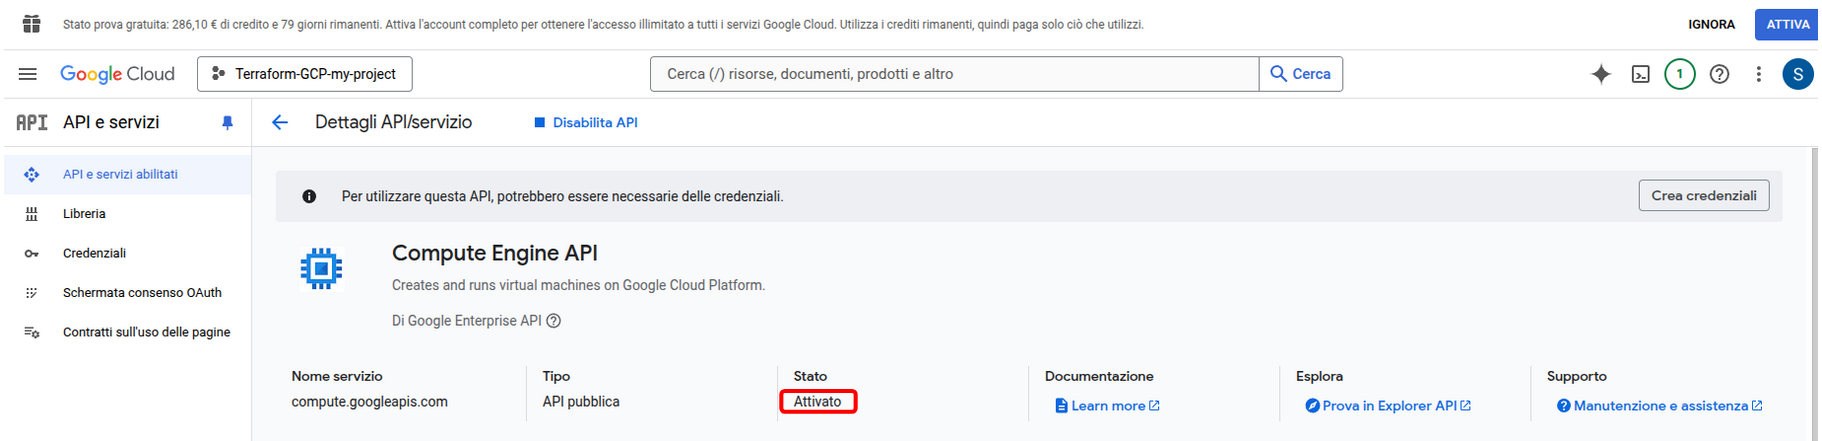 Stato prova gratuita: 286,10 € di credito e 79 giorni rimanenti. Attiva l'account completo per ottenere l'accesso illimitato a tutti i servizi Google Cloud. Utilizza i crediti rimanenti, quindi paga solo ciò che utilizzi.
IGNORA
ATTIVA
Google Cloud
Terraform-GCP-my-project
Cerca (/) risorse, documenti, prodotti e altro
Cerca
1
S
API
API e servizi
Dettagli API/servizio
Disabilita API
API e servizi abilitati
Libreria
Credenziali
Schermata consenso OAuth
Contratti sull'uso delle pagine
Per utilizzare questa API, potrebbero essere necessarie delle credenziali.
Crea credenziali
Compute Engine API
Creates and runs virtual machines on Google Cloud Platform.
Di Google Enterprise API
Nome servizio
compute.googleapis.com
Tipo
API pubblica
Stato
Attivato
Documentazione
Learn more
Esplora
Prova in Explorer API
Supporto
Manutenzione e assistenza